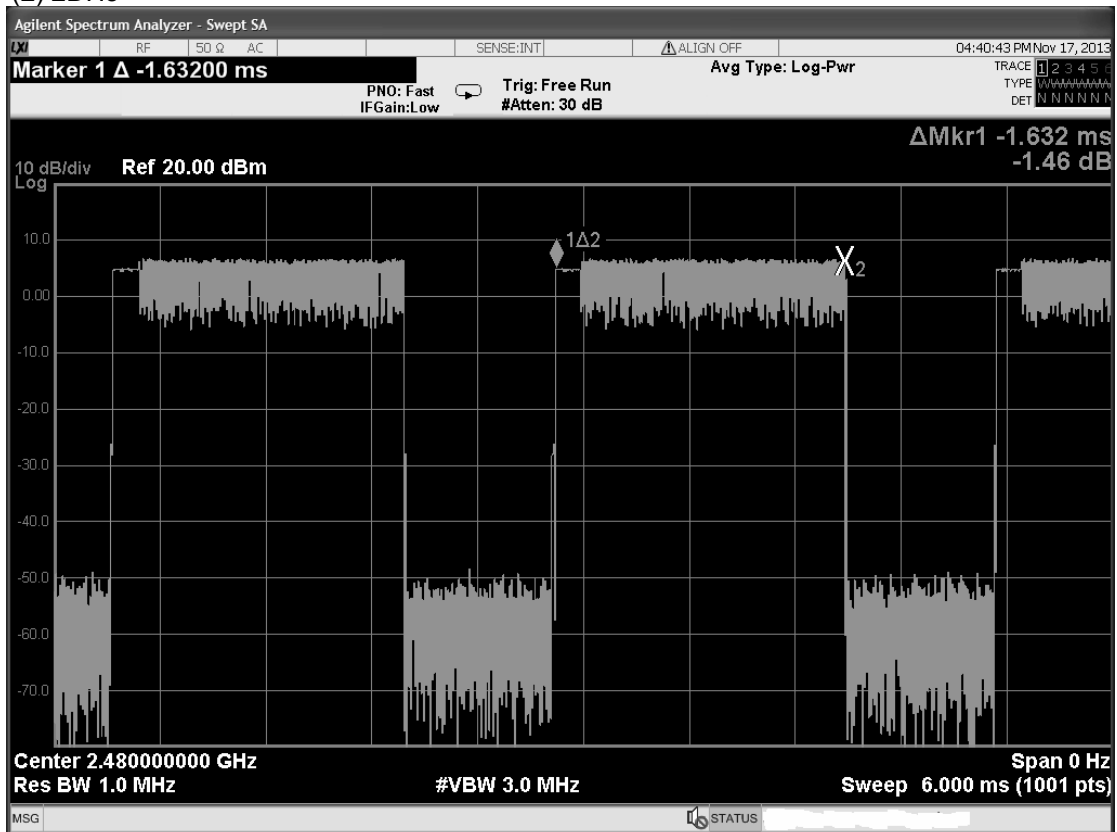 Agilent Spectrum Analyzer - Swept SA
LXI RF 50 Ω AC SENSE:INT ⚠ALIGN OFF 04:40:43 PM Nov 17, 2013
Marker 1 Δ -1.63200 ms Avg Type: Log-Pwr TRACE 1 2 3 4 5 6
PNO: Fast Trig: Free Run TYPE
IFGain:Low #Atten: 30 dB DET N N N N N N
ΔMkr1 -1.632 ms
10 dB/div Ref 20.00 dBm -1.46 dB
Log
10.0
1Δ2
2
0.00
-10.0
-20.0
-30.0
-40.0
-50.0
-60.0
-70.0
Center 2.480000000 GHz Span 0 Hz
Res BW 1.0 MHz #VBW 3.0 MHz Sweep 6.000 ms (1001 pts)
MSG STATUS